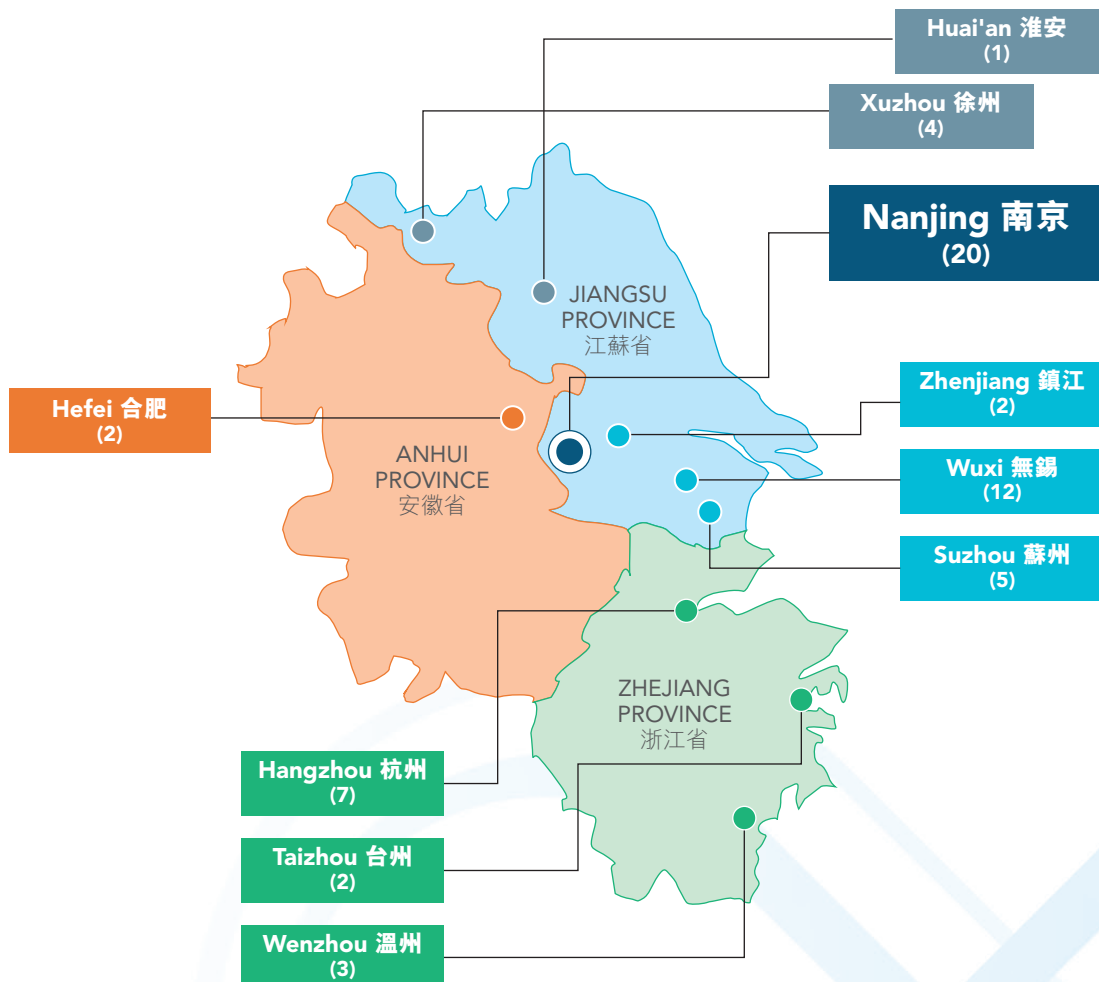 Huai'an 淮安
(1)
Xuzhou 徐州
(4)
Nanjing 南京
(20)
JIANGSU
PROVINCE
江蘇省
Zhenjiang 鎮江
(2)
Hefei 合肥
(2)
ANHUI
PROVINCE
安徽省
Wuxi 無錫
(12)
Suzhou 蘇州
(5)
ZHEJIANG
PROVINCE
浙江省
Hangzhou 杭州
(7)
Taizhou 台州
(2)
Wenzhou 溫州
(3)